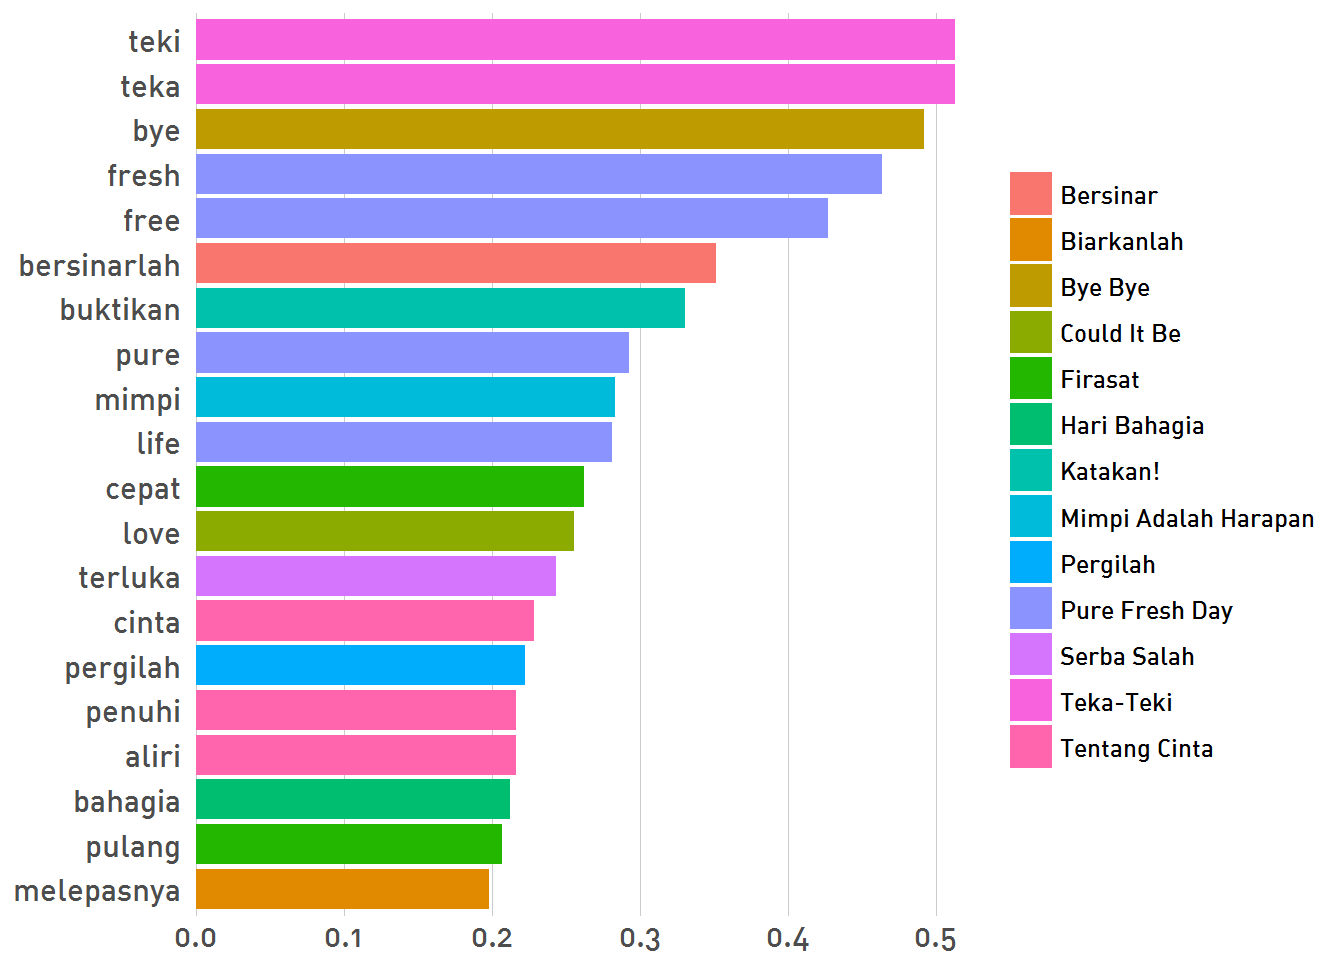 teki
teka
bye
fresh
free
bersinarlah
buktikan
pure
mimpi
life
cepat
love
terluka
cinta
pergilah
penuhi
aliri
bahagia
pulang
melepasnya
0.0 0.1 0.2 0.3 0.4 0.5
Bersinar
Biarkanlah
Bye Bye
Could It Be
Firasat
Hari Bahagia
Katakan!
Mimpi Adalah Harapan
Pergilah
Pure Fresh Day
Serba Salah
Teka-Teki
Tentang Cinta